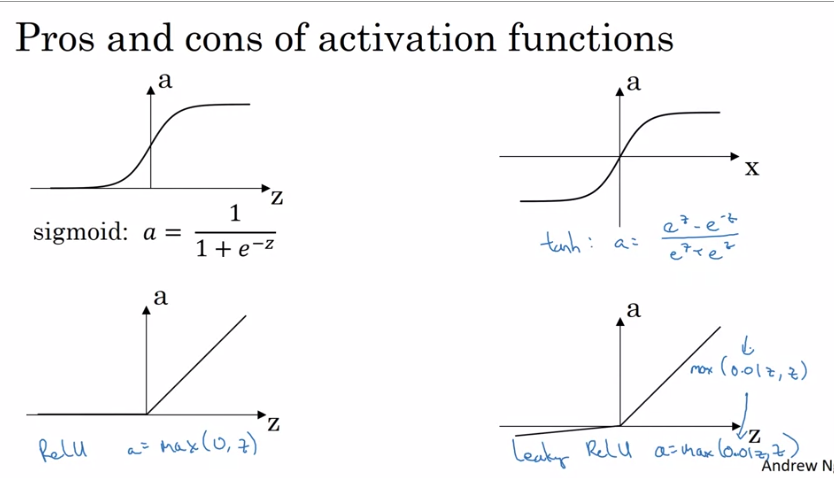 Pros and cons of activation functions
a
z
sigmoid: a = 1 / (1 + e^-z)
a
x
tanh: a = (e^z - e^-z) / (e^z + e^z)
a
z
ReLU a = max(0, z)
a
max(0.01z, z)
z
Leaky ReLU a = max(0.01z, z)
Andrew N